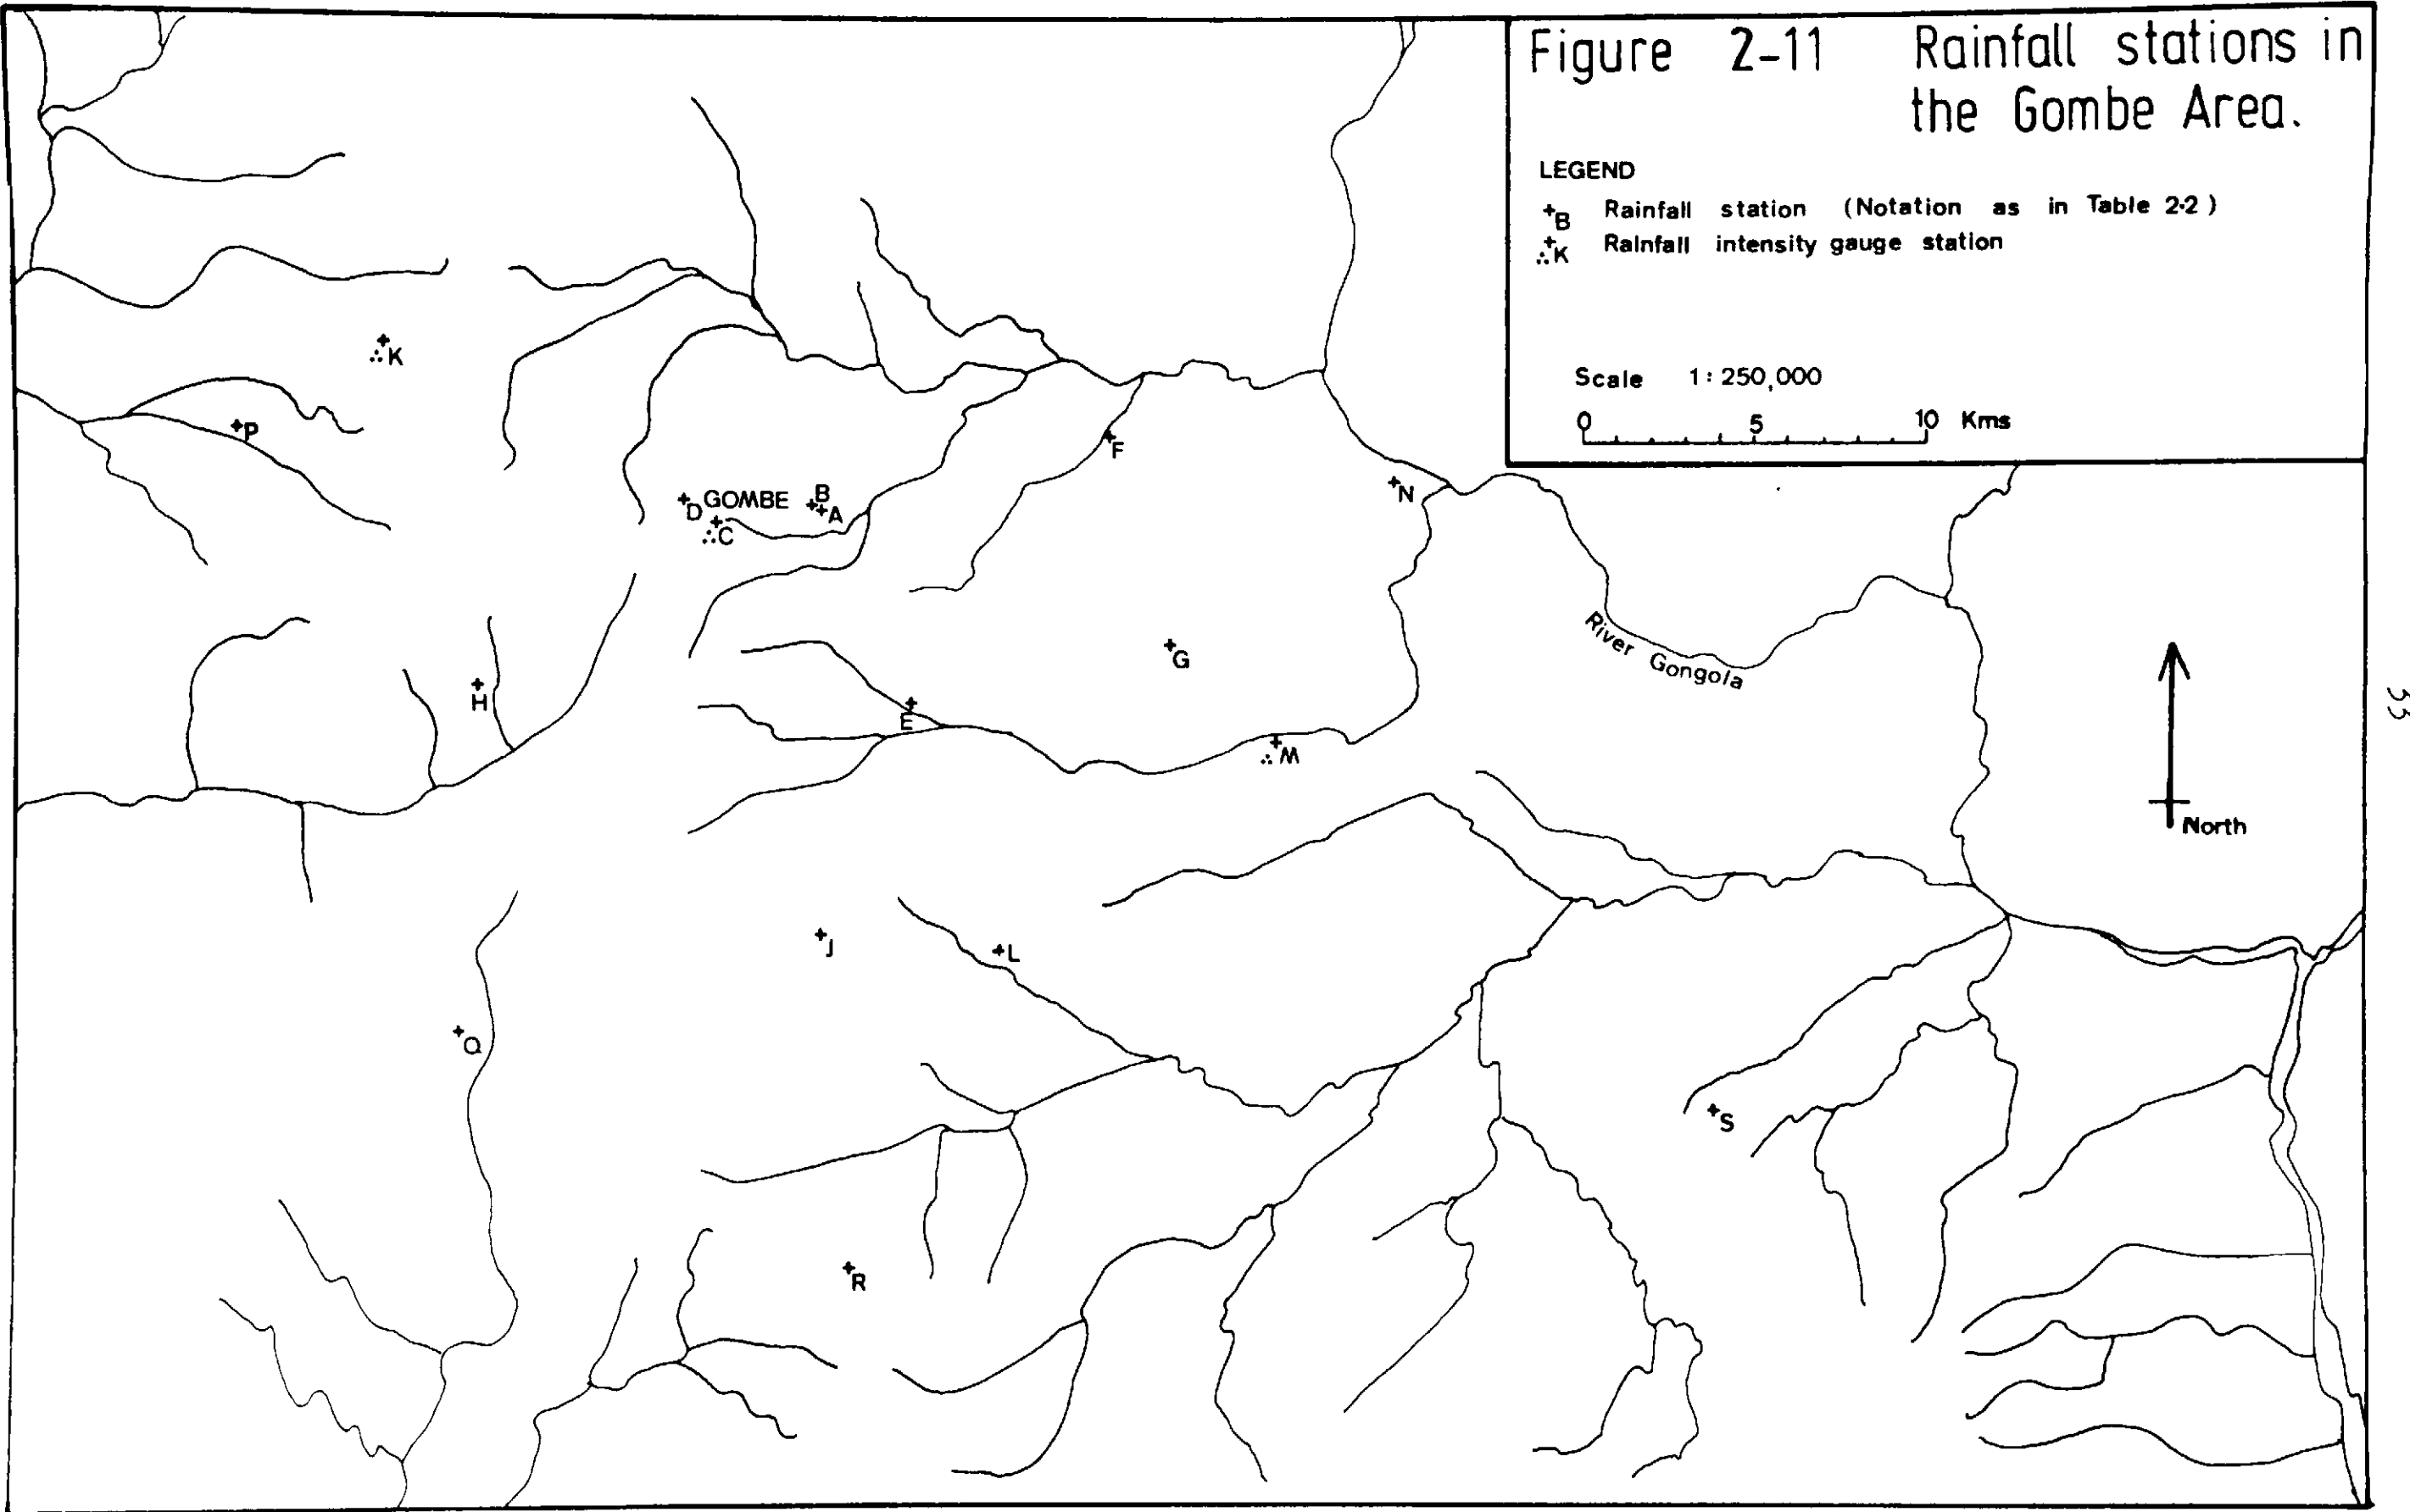 Figure 2-11 Rainfall stations in
the Gombe Area.
LEGEND
+B Rainfall station (Notation as in Table 2·2)
∴+K Rainfall intensity gauge station
Scale 1: 250,000
0 5 10 Kms
K
P
F
N
D GOMBE B
A
C
G
River Gongola
H
E
M
33
North
J
L
Q
S
R